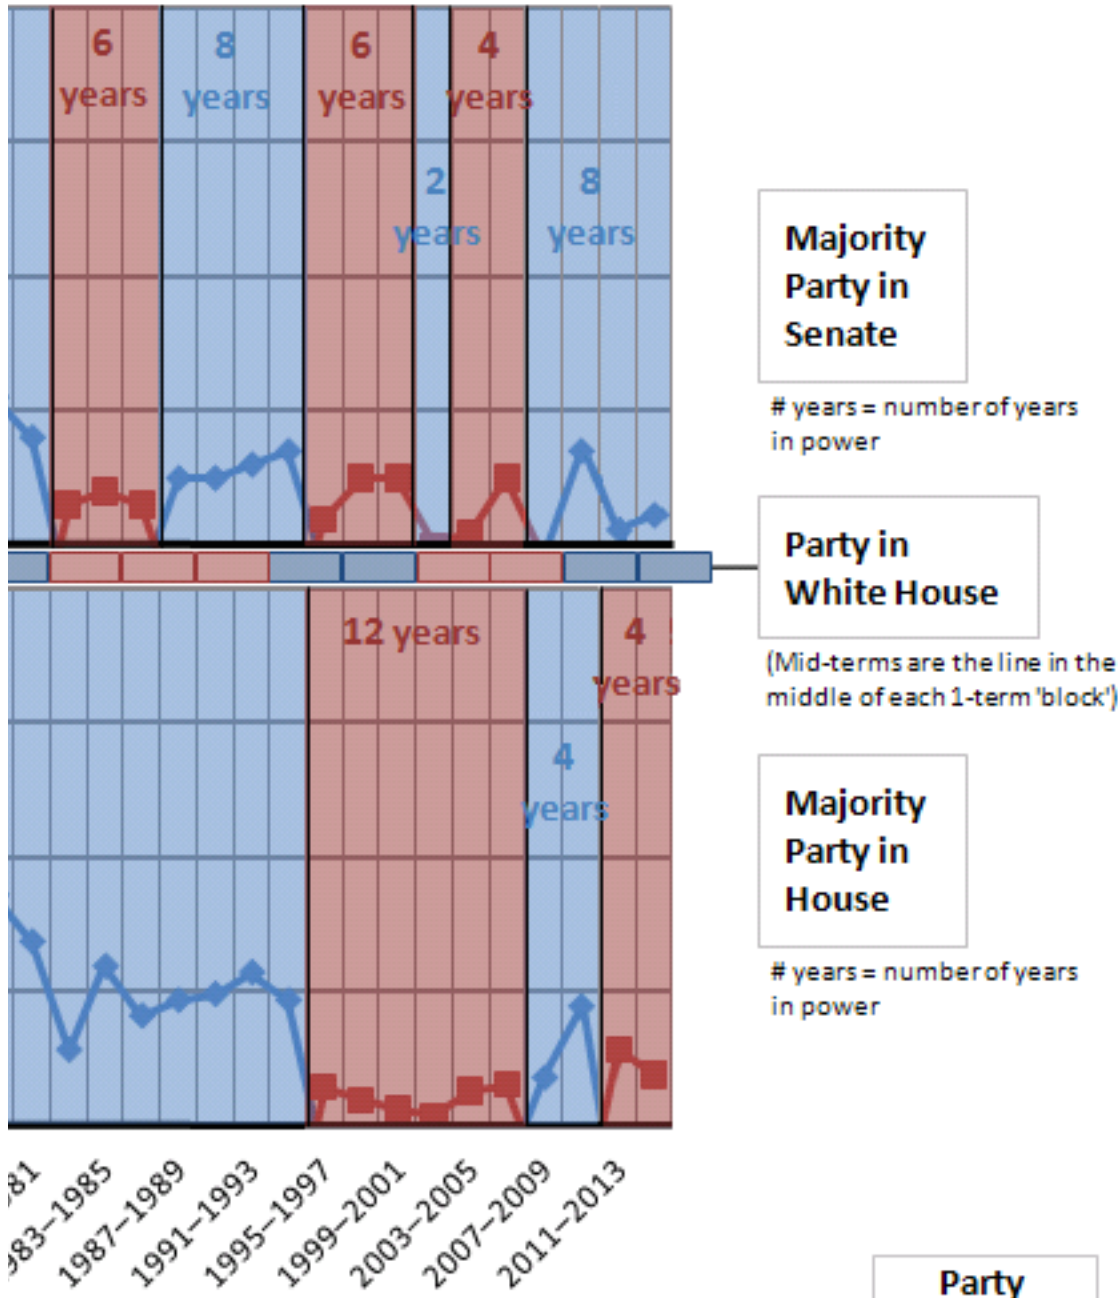 6
years
8
years
6
years
4
years
2
years
8
years
Majority
Party in
Senate
# years = number of years
in power
Party in
White House
(Mid-terms are the line in the
middle of each 1-term 'block')
12 years
4
years
4
years
Majority
Party in
House
# years = number of years
in power
81
983–1985
1987–1989
1991–1993
1995–1997
1999–2001
2003–2005
2007–2009
2011–2013
Party